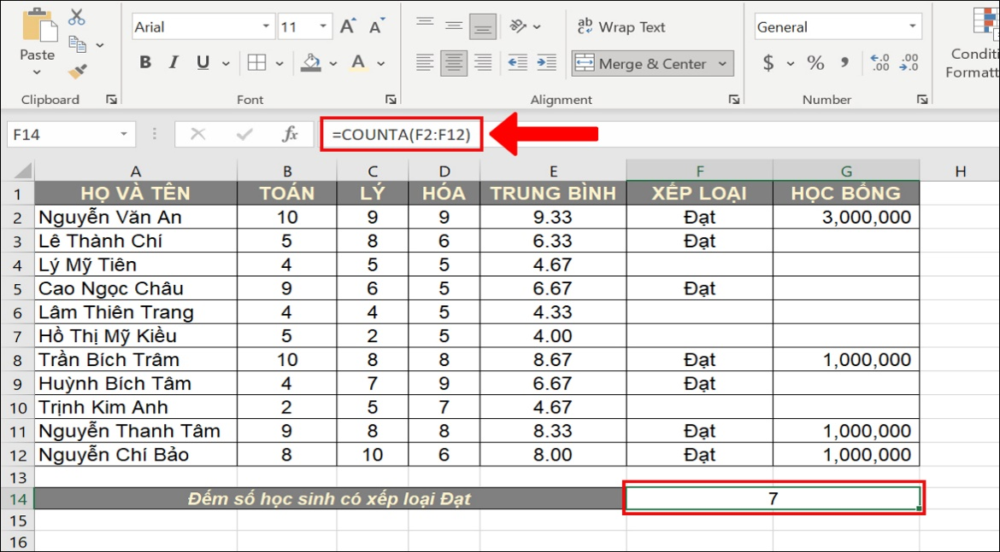 Arial 11 ab Wrap Text General
Paste B I U A Merge & Center $ % Conditi
Formatt
Clipboard Font Alignment Number
F14 fx =COUNTA(F2:F12)
A B C D E F G H
1 HỌ VÀ TÊN TOÁN LÝ HÓA TRUNG BÌNH XẾP LOẠI HỌC BỔNG
2 Nguyễn Văn An 10 9 9 9.33 Đạt 3,000,000
3 Lê Thành Chí 5 8 6 6.33 Đạt
4 Lý Mỹ Tiên 4 5 5 4.67
5 Cao Ngọc Châu 9 6 5 6.67 Đạt
6 Lâm Thiên Trang 4 4 5 4.33
7 Hồ Thị Mỹ Kiều 5 2 5 4.00
8 Trần Bích Trâm 10 8 8 8.67 Đạt 1,000,000
9 Huỳnh Bích Tâm 4 7 9 6.67 Đạt
10 Trịnh Kim Anh 2 5 7 4.67
11 Nguyễn Thanh Tâm 9 8 8 8.33 Đạt 1,000,000
12 Nguyễn Chí Bảo 8 10 6 8.00 Đạt 1,000,000
13
14 Đếm số học sinh có xếp loại Đạt 7
15
16